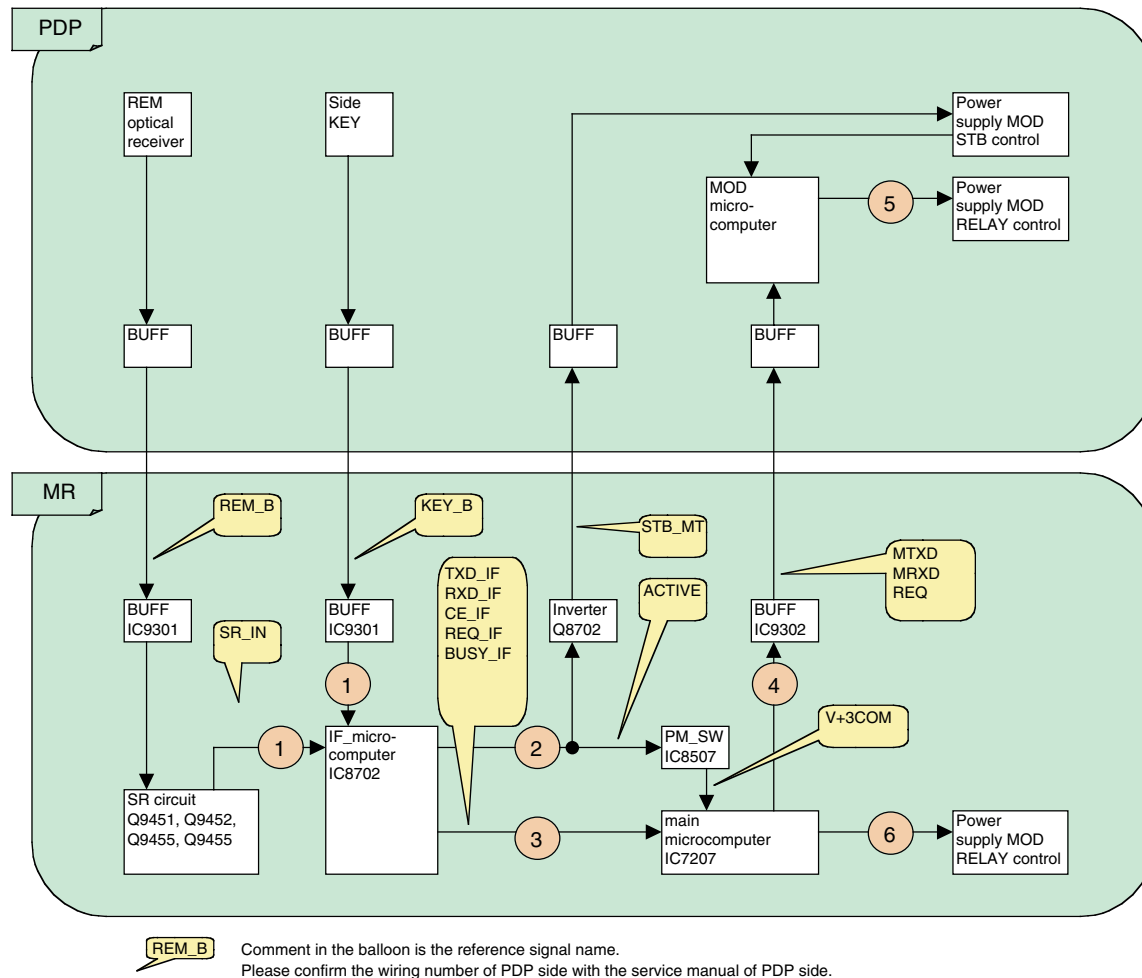 PDP
REM
optical
receiver
Side
KEY
Power
supply MOD
STB control
MOD
micro-
computer
5
Power
supply MOD
RELAY control
BUFF
BUFF
BUFF
BUFF
MR
REM_B
KEY_B
STB_MT
MTXD
MRXD
REQ
TXD_IF
RXD_IF
CE_IF
REQ_IF
BUSY_IF
ACTIVE
BUFF
IC9301
SR_IN
BUFF
IC9301
Inverter
Q8702
BUFF
IC9302
1
4
V+3COM
1
IF_micro-
computer
IC8702
2
PM_SW
IC8507
SR circuit
Q9451, Q9452,
Q9455, Q9455
3
main
microcomputer
IC7207
6
Power
supply MOD
RELAY control
REM_B
Comment in the balloon is the reference signal name.
Please confirm the wiring number of PDP side with the service manual of PDP side.